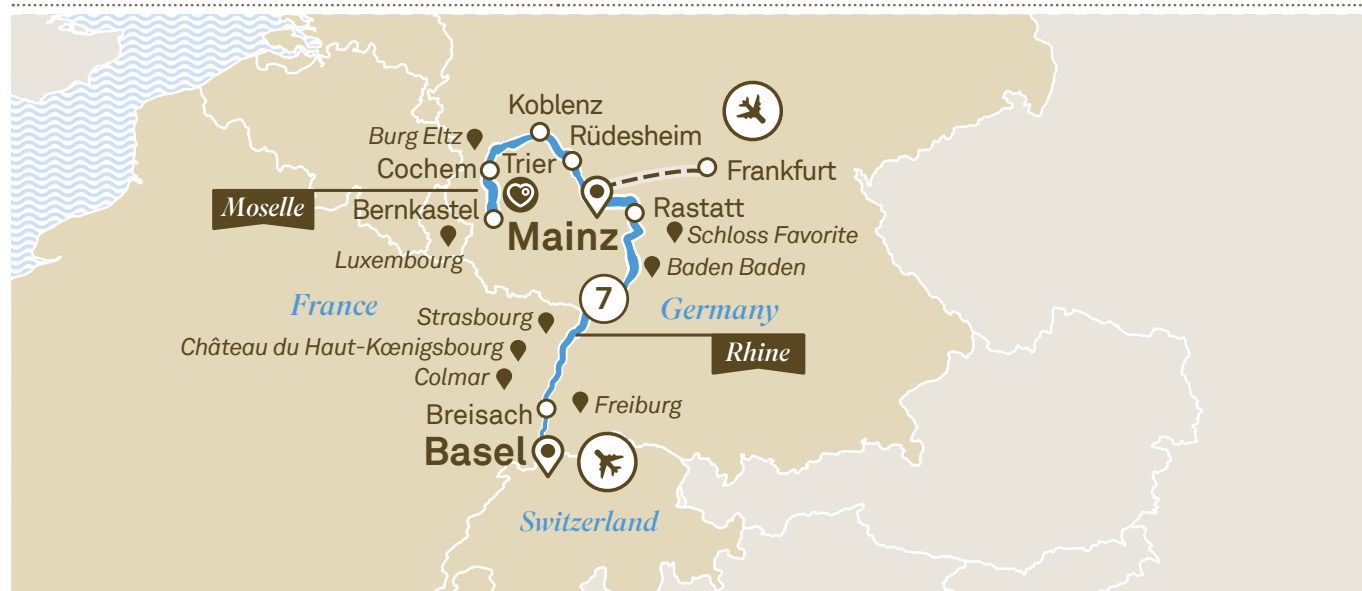 Koblenz
Burg Eltz
Rüdesheim
Cochem
Trier
Frankfurt
Moselle
Bernkastel
Rastatt
Mainz
Schloss Favorite
Luxembourg
Baden Baden
France
7
Germany
Strasbourg
Château du Haut-Kœnigsbourg
Rhine
Colmar
Breisach
Freiburg
Basel
Switzerland